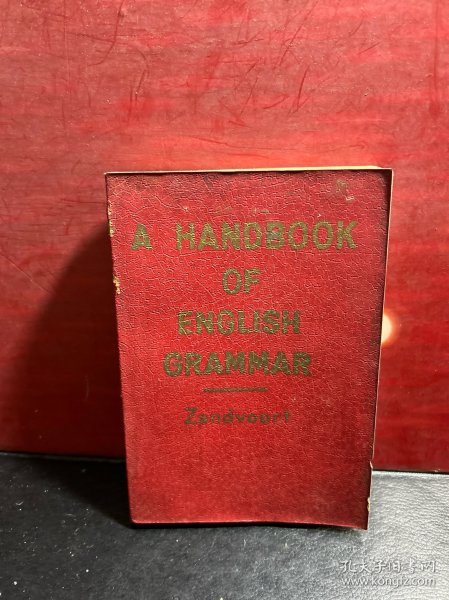 A HANDBOOK
OF
ENGLISH
GRAMMAR
Zandvoort
孔夫子旧书网
www.kongfz.com